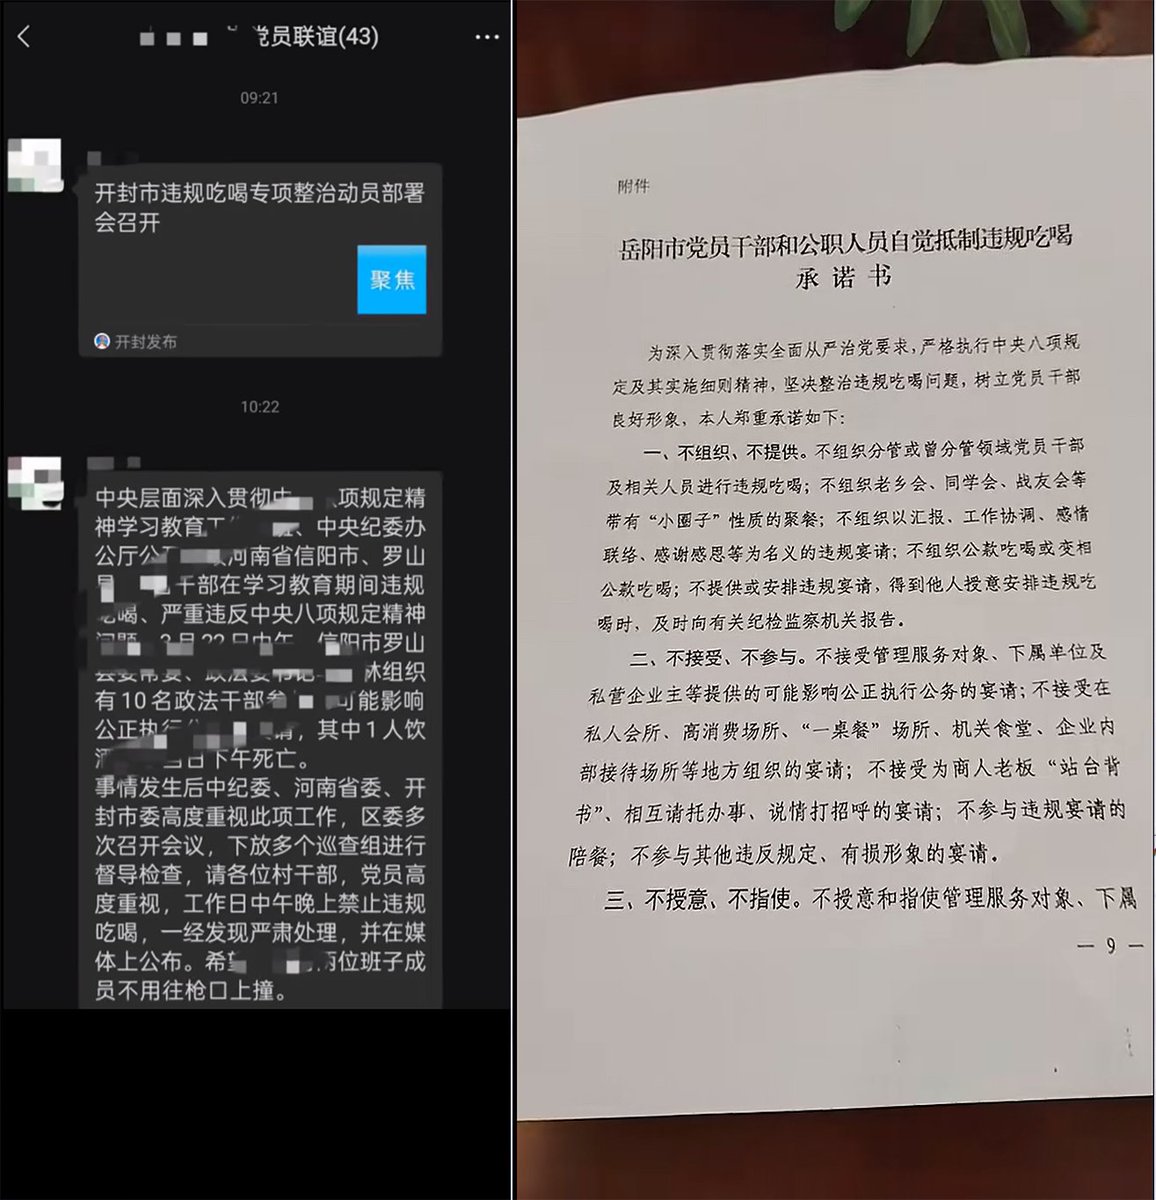 党员联谊(43)
09:21
开封市违规吃喝专项整治动员部署
会召开
聚焦
开封发布
10:22
中央层面深入贯彻中 项规定精
神学习教育工 、中央纪委办
公厅公 河南省信阳市、罗山
干部在学习教育期间违规
吃喝、严重违反中央八项规定精神
问题，3月22日中午，信阳市罗山
县委常委、政法委书记 林组织
有10名政法干部参 可能影响
公正执行 请，其中1人饮
酒 当日下午死亡。
事情发生后中纪委、河南省委、开
封市委高度重视此项工作，区委多
次召开会议，下放多个巡查组进行
督导检查，请各位村干部，党员高
度重视，工作日中午晚上禁止违规
吃喝，一经发现严肃处理，并在媒
体上公布。希望 两位班子成
员不用往枪口上撞。
附件
岳阳市党员干部和公职人员自觉抵制违规吃喝
承诺书
为深入贯彻落实全面从严治党要求，严格执行中央八项规
定及其实施细则精神，坚决整治违规吃喝问题，树立党员干部
良好形象，本人郑重承诺如下：
一、不组织、不提供。不组织分管或曾分管领域党员干部
及相关人员进行违规吃喝；不组织老乡会、同学会、战友会等
带有“小圈子”性质的聚餐；不组织以汇报、工作协调、感情
联络、感谢感恩等为名义的违规宴请；不组织公款吃喝或变相
公款吃喝；不提供或安排违规宴请，得到他人授意安排违规吃
喝时，及时向有关纪检监察机关报告。
二、不接受、不参与。不接受管理服务对象、下属单位及
私营企业主等提供的可能影响公正执行公务的宴请；不接受在
私人会所、高消费场所、“一桌餐”场所、机关食堂、企业内
部接待场所等地方组织的宴请；不接受为商人老板“站台背
书”、相互请托办事、说情打招呼的宴请；不参与违规宴请的
陪餐；不参与其他违反规定、有损形象的宴请。
三、不授意、不指使。不授意和指使管理服务对象、下属
— 9 —